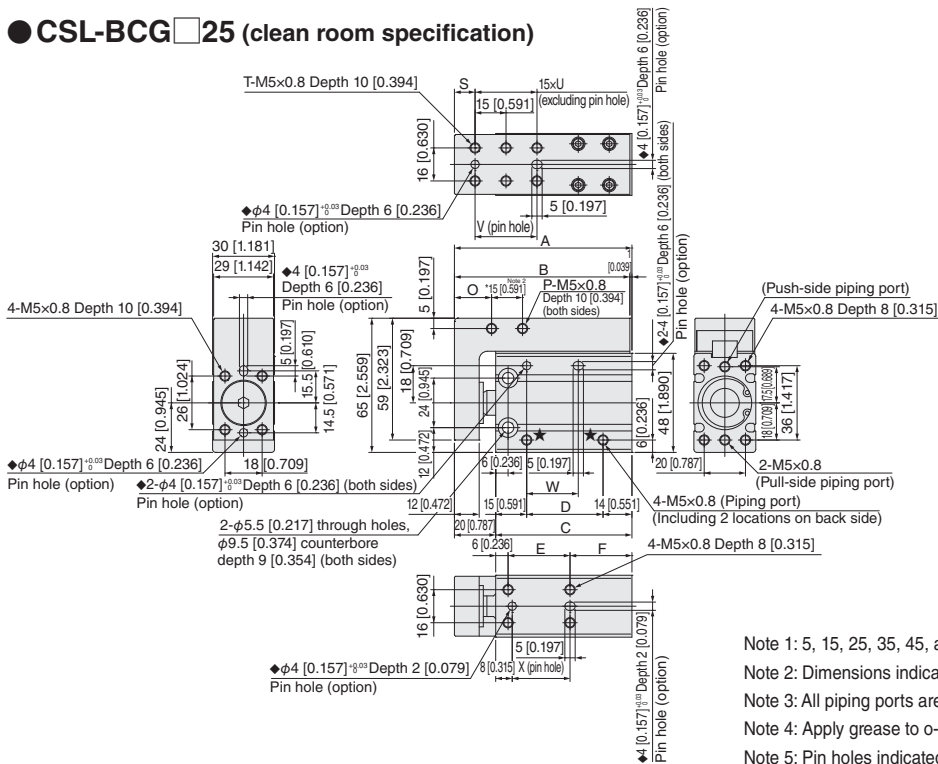 ●CSL-BCG□25 (clean room specification)
T-M5×0.8 Depth 10 [0.394]
S
15×U
(excluding pin hole)
15 [0.591]
◆4 [0.157]+0.03 0 Depth 6 [0.236]
Pin hole (option)
16 [0.630]
5 [0.197]
◆φ4 [0.157]+0.03 0 Depth 6 [0.236]
Pin hole (option)
V (pin hole)
◆2-4 [0.157]+0.03 0 Depth 6 [0.236] (both sides)
Pin hole (option)
A
1
[0.039]
B
30 [1.181]
29 [1.142]
◆4 [0.157]+0.03 0
Depth 6 [0.236]
Pin hole (option)
4-M5×0.8 Depth 10 [0.394]
5 [0.197]
15.5 [0.610]
14.5 [0.571]
24 [0.945]
26 [1.024]
18 [0.709]
◆φ4 [0.157]+0.03 0 Depth 6 [0.236]
Pin hole (option)
5 [0.197]
O
Note 2
*15 [0.591]
P-M5×0.8
Depth 10 [0.394]
(both sides)
65 [2.559]
59 [2.323]
18 [0.709]
24 [0.945]
12 [0.472]
48 [1.890]
6 [0.236]
★
★
6 [0.236]
5 [0.197]
W
12 [0.472]
15 [0.591]
D
14 [0.551]
20 [0.787]
C
◆2-φ4 [0.157]+0.03 0 Depth 6 [0.236] (both sides)
Pin hole (option)
2-φ5.5 [0.217] through holes,
φ9.5 [0.374] counterbore
depth 9 [0.354] (both sides)
4-M5×0.8 (Piping port)
(Including 2 locations on back side)
(Push-side piping port)
4-M5×0.8 Depth 8 [0.315]
17.5 [0.689]
18 [0.709]
36 [1.417]
20 [0.787]
2-M5×0.8
(Pull-side piping port)
6 [0.236]
E
F
4-M5×0.8 Depth 8 [0.315]
16 [0.630]
5 [0.197]
8 [0.315]
X (pin hole)
◆φ4 [0.157]+0.03 0 Depth 2 [0.079]
Pin hole (option)
◆4 [0.157]+0.03 0 Depth 2 [0.079]
Pin hole (option)
Note 1: 5, 15, 25, 35, 45, a
Note 2: Dimensions indica
Note 3: All piping ports are
Note 4: Apply grease to o-
Note 5: Pin holes indicated